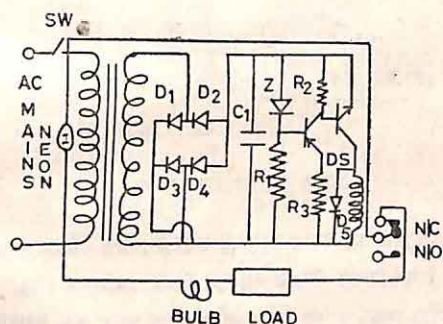 SW
AC MAINS
NEON
D1
D2
D3
D4
C1
Z
R1
R2
R3
DS
D5
N/C
N/O
BULB
LOAD